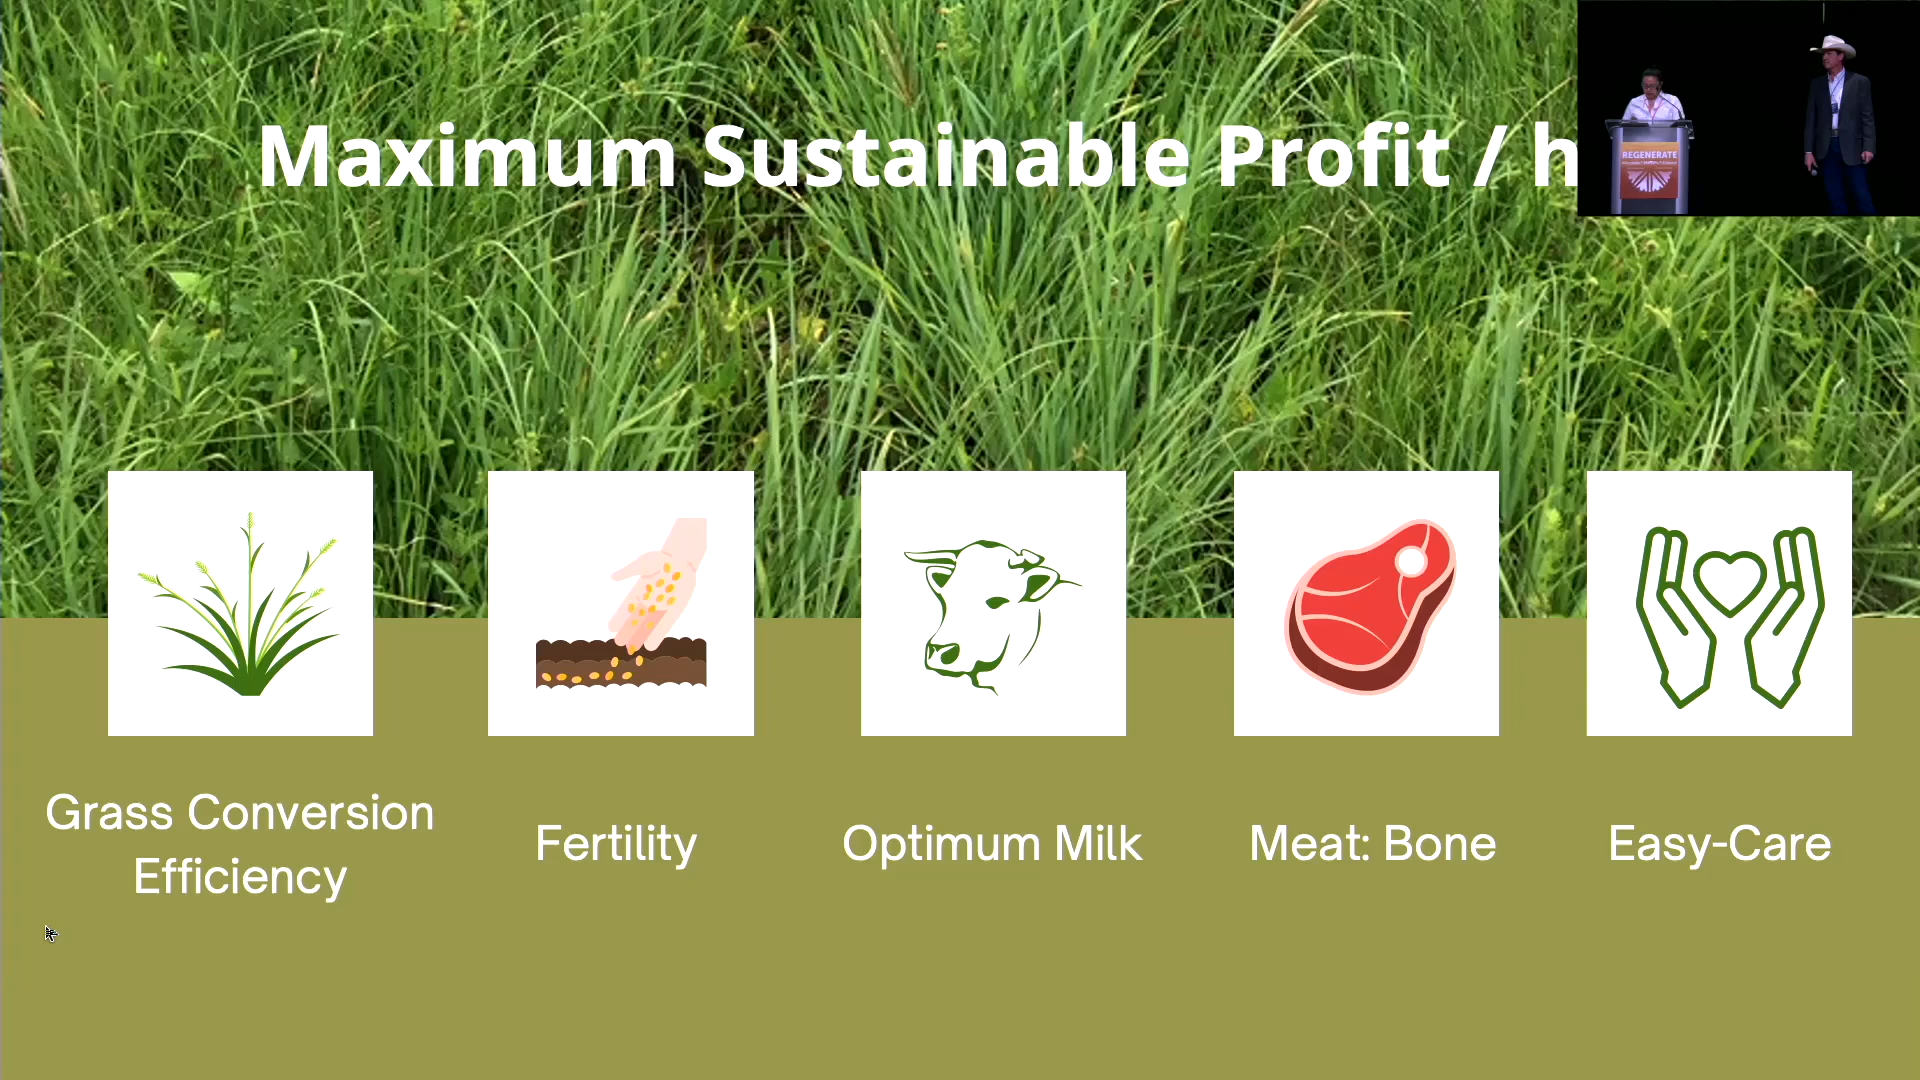 Maximum Sustainable Profit / h
REGENERATE
Grass Conversion
Efficiency
Fertility
Optimum Milk
Meat: Bone
Easy-Care